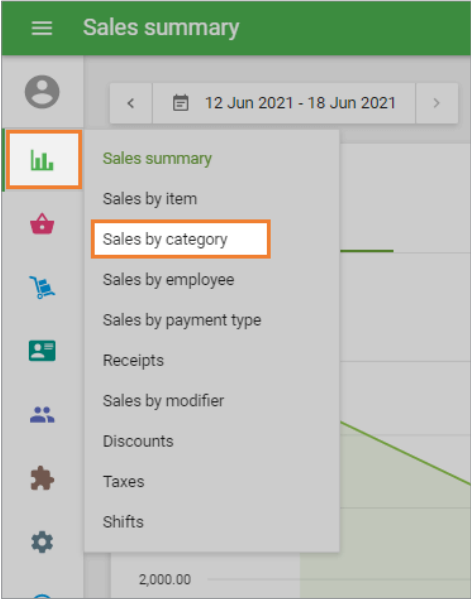 Sales summary
12 Jun 2021 - 18 Jun 2021
Sales summary
Sales by item
Sales by category
Sales by employee
Sales by payment type
Receipts
Sales by modifier
Discounts
Taxes
Shifts
2,000.00